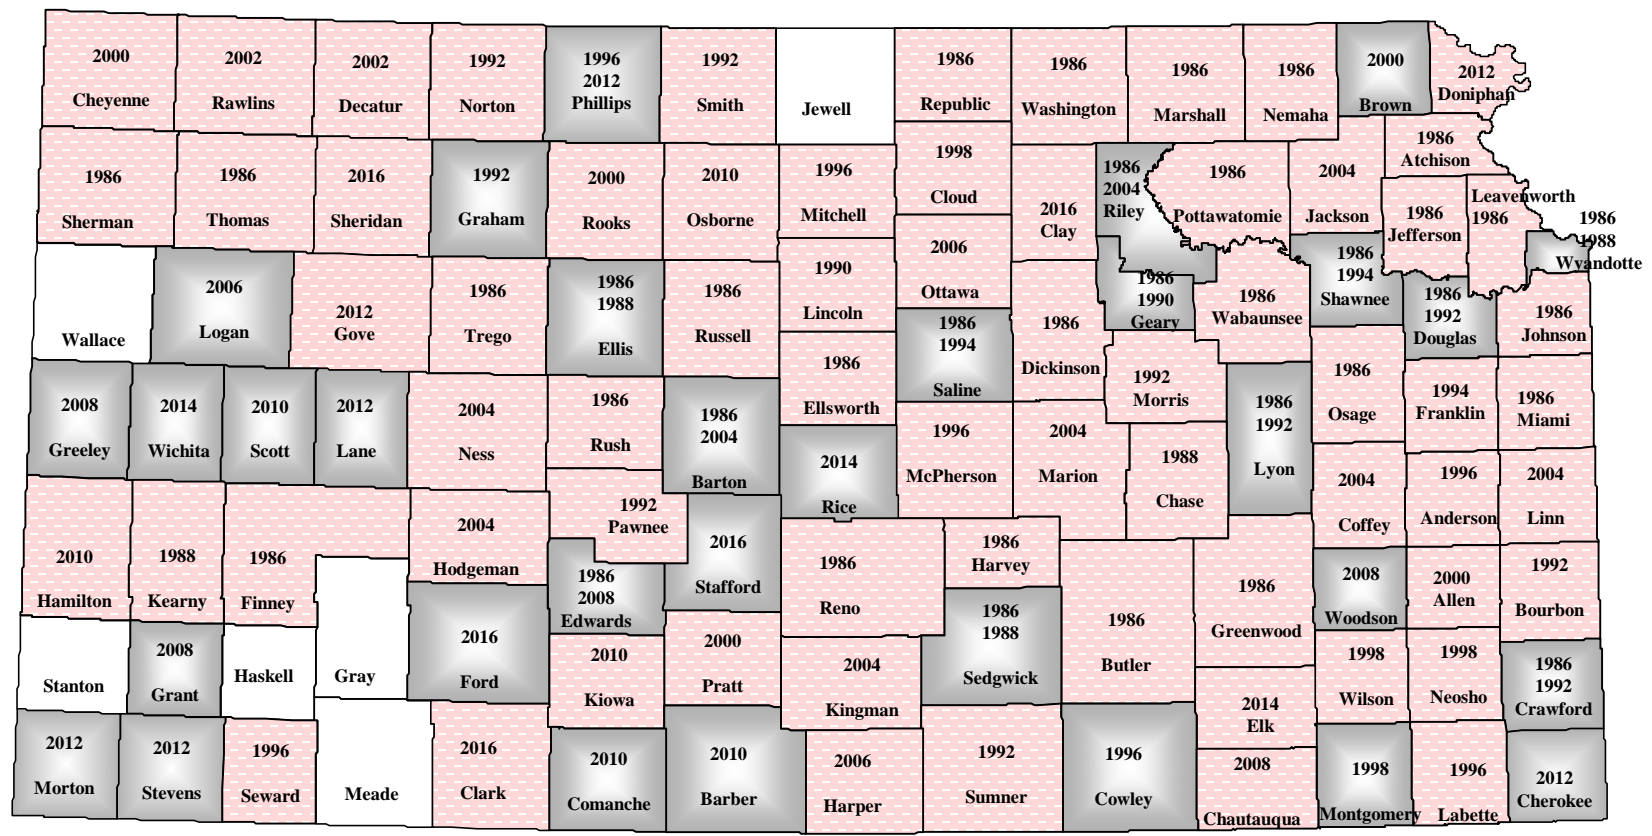 2000
Cheyenne
2002
Rawlins
2002
Decatur
1992
Norton
1996
2012
Phillips
1992
Smith
Jewell
1986
Republic
1986
Washington
1986
Marshall
1986
Nemaha
2000
Brown
2012
Doniphan
1986
Sherman
1986
Thomas
2016
Sheridan
1992
Graham
2000
Rooks
2010
Osborne
1996
Mitchell
1998
Cloud
2016
Clay
1986
2004
Riley
1986
Pottawatomie
2004
Jackson
1986
Atchison
1986
Jefferson
Leavenworth
1986
1986
1988
Wyandotte
Wallace
2006
Logan
2012
Gove
1986
Trego
1986
1988
Ellis
1986
Russell
1990
Lincoln
2006
Ottawa
1986
1994
Saline
1986
Dickinson
1986
1990
Geary
1986
Wabaunsee
1986
1994
Shawnee
1986
1992
Douglas
1986
Johnson
2008
Greeley
2014
Wichita
2010
Scott
2012
Lane
2004
Ness
1986
Rush
1986
2004
Barton
1986
Ellsworth
2014
Rice
1996
McPherson
2004
Marion
1992
Morris
1988
Chase
1986
1992
Lyon
1986
Osage
1994
Franklin
1986
Miami
2004
Coffey
1996
Anderson
2004
Linn
2010
Hamilton
1988
Kearny
1986
Finney
2004
Hodgeman
1992
Pawnee
1986
2008
Edwards
2016
Stafford
1986
Reno
1986
Harvey
1986
1988
Sedgwick
1986
Butler
1986
Greenwood
2008
Woodson
2000
Allen
1992
Bourbon
Stanton
2008
Grant
Haskell
Gray
2016
Ford
2010
Kiowa
2000
Pratt
2004
Kingman
2014
Elk
1998
Wilson
1998
Neosho
1986
1992
Crawford
2012
Morton
2012
Stevens
1996
Seward
Meade
2016
Clark
2010
Comanche
2010
Barber
2006
Harper
1992
Sumner
1996
Cowley
2008
Chautauqua
1998
Montgomery
1996
Labette
2012
Cherokee